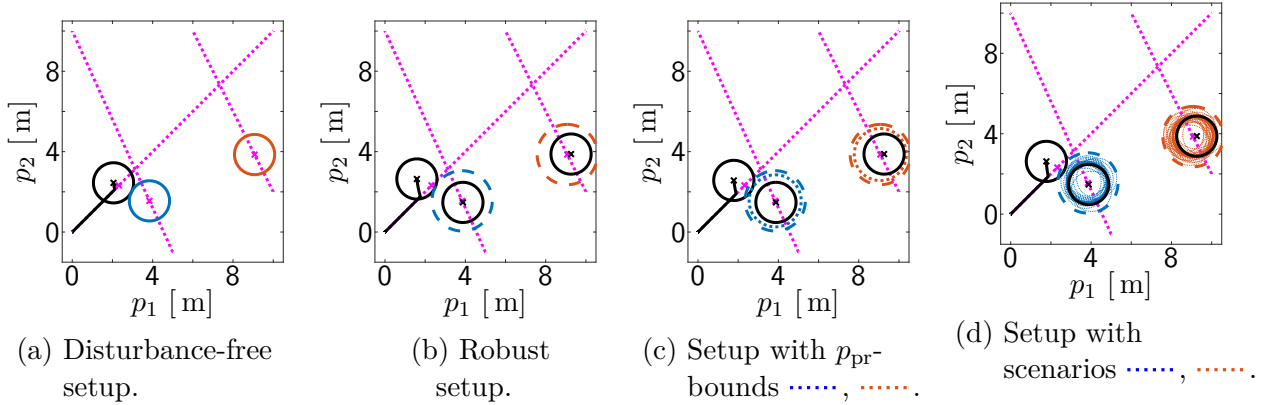 8
4
0
p₂ [ m]
0 4 8
p₁ [ m]
(a) Disturbance-free
setup.
8
4
0
p₂ [ m]
0 4 8
p₁ [ m]
(b) Robust
setup.
8
4
0
p₂ [ m]
0 4 8
p₁ [ m]
(c) Setup with p_pr-
bounds ······ , ······ .
8
4
0
p₂ [ m]
0 4 8
p₁ [ m]
(d) Setup with
scenarios ······ , ······ .